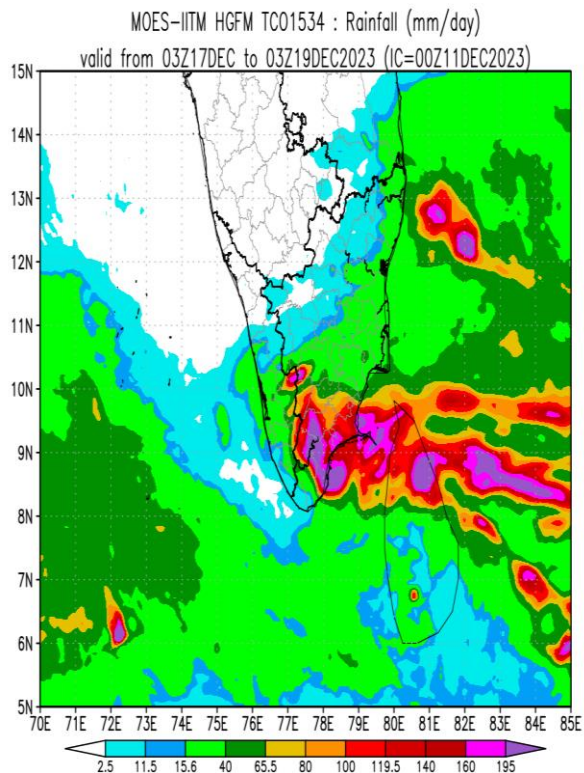 MOES-IITM HGFM TCO1534 : Rainfall (mm/day)
valid from 03Z17DEC to 03Z19DEC2023 (IC=00Z11DEC2023)
15N
14N
13N
12N
11N
10N
9N
8N
7N
6N
5N
70E 71E 72E 73E 74E 75E 76E 77E 78E 79E 80E 81E 82E 83E 84E 85E
2.5 11.5 15.6 40 65.5 80 100 119.5 140 160 195